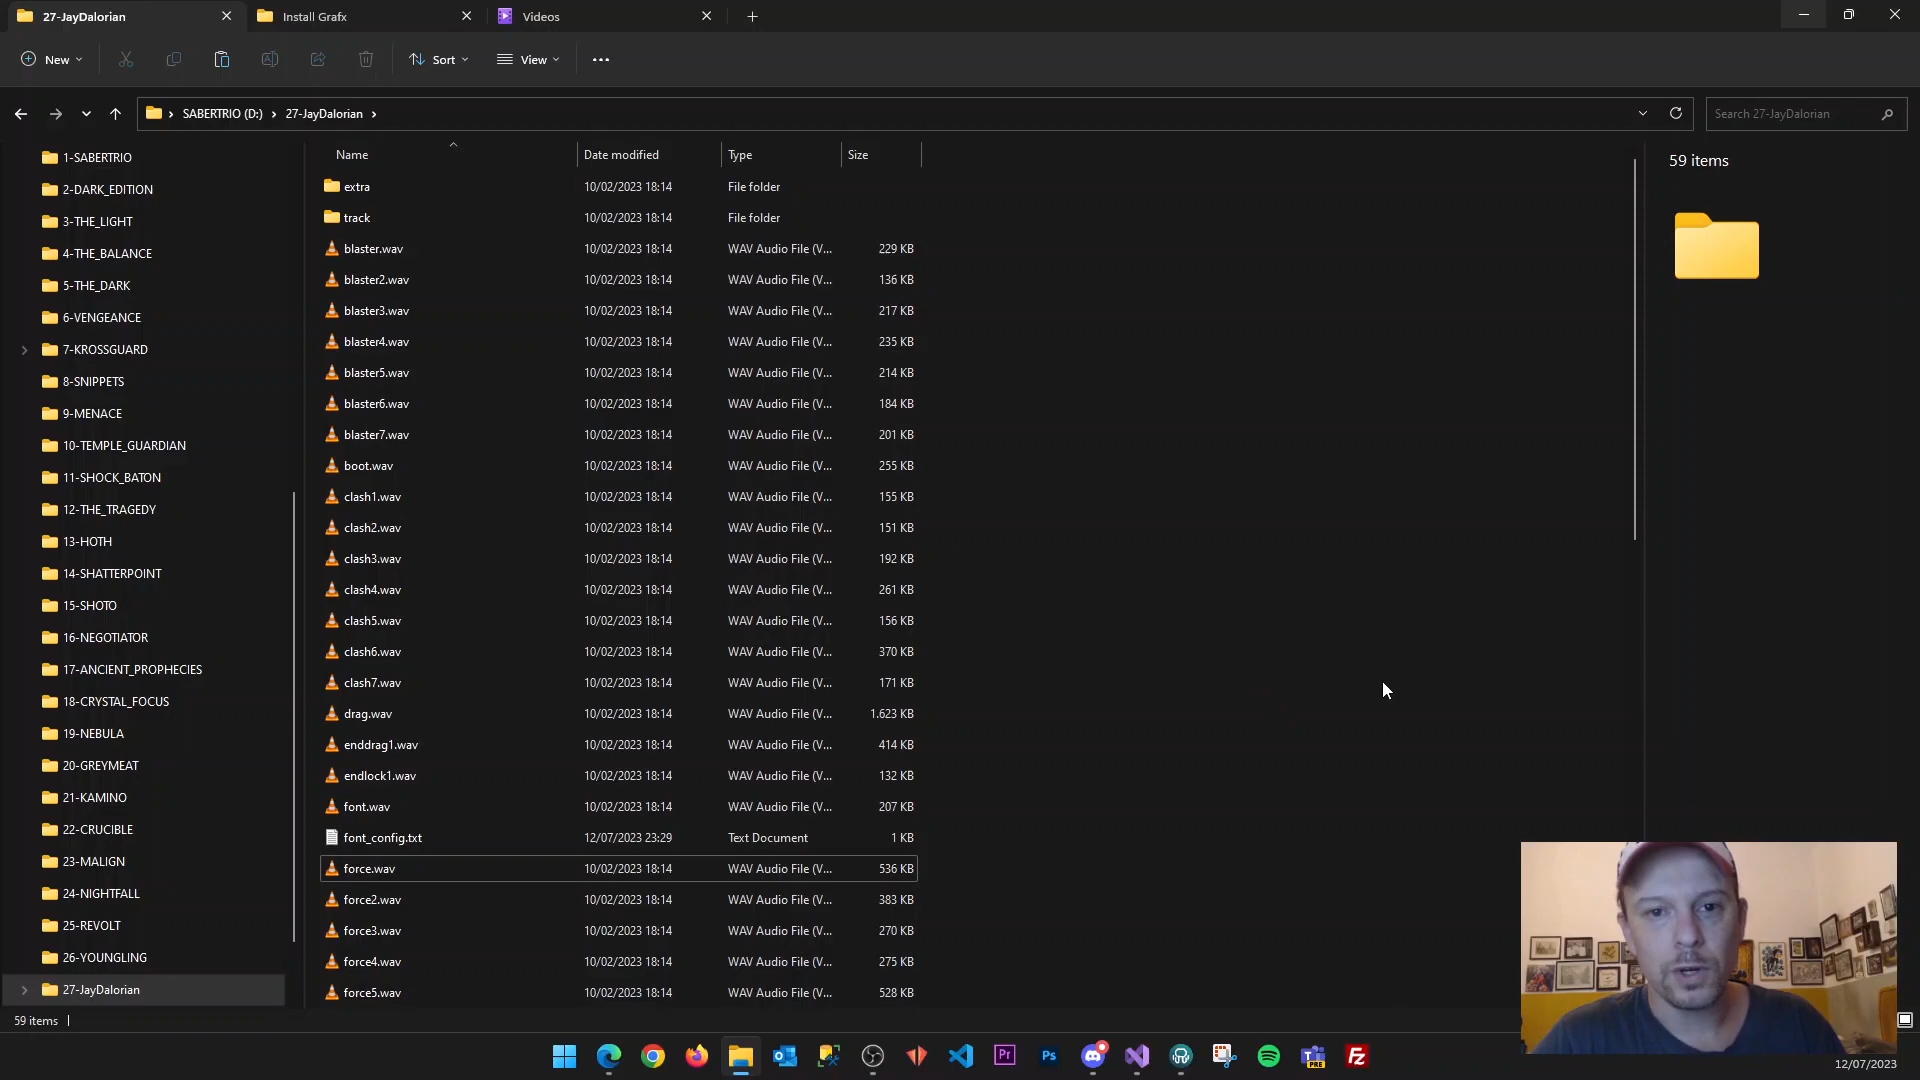 27-JayDalorian
Install Grafx
Videos
New
Sort
View
SABERTRIO (D:)
27-JayDalorian
Search 27-JayDalorian
1-SABERTRIO
2-DARK_EDITION
3-THE_LIGHT
4-THE_BALANCE
5-THE_DARK
6-VENGEANCE
7-KROSSGUARD
8-SNIPPETS
9-MENACE
10-TEMPLE_GUARDIAN
11-SHOCK_BATON
12-THE_TRAGEDY
13-HOTH
14-SHATTERPOINT
15-SHOTO
16-NEGOTIATOR
17-ANCIENT_PROPHECIES
18-CRYSTAL_FOCUS
19-NEBULA
20-GREYMEAT
21-KAMINO
22-CRUCIBLE
23-MALIGN
24-NIGHTFALL
25-REVOLT
26-YOUNGLING
27-JayDalorian
Name Date modified Type Size
extra 10/02/2023 18:14 File folder
track 10/02/2023 18:14 File folder
blaster.wav 10/02/2023 18:14 WAV Audio File (V... 229 KB
blaster2.wav 10/02/2023 18:14 WAV Audio File (V... 136 KB
blaster3.wav 10/02/2023 18:14 WAV Audio File (V... 217 KB
blaster4.wav 10/02/2023 18:14 WAV Audio File (V... 235 KB
blaster5.wav 10/02/2023 18:14 WAV Audio File (V... 214 KB
blaster6.wav 10/02/2023 18:14 WAV Audio File (V... 184 KB
blaster7.wav 10/02/2023 18:14 WAV Audio File (V... 201 KB
boot.wav 10/02/2023 18:14 WAV Audio File (V... 255 KB
clash1.wav 10/02/2023 18:14 WAV Audio File (V... 155 KB
clash2.wav 10/02/2023 18:14 WAV Audio File (V... 151 KB
clash3.wav 10/02/2023 18:14 WAV Audio File (V... 192 KB
clash4.wav 10/02/2023 18:14 WAV Audio File (V... 261 KB
clash5.wav 10/02/2023 18:14 WAV Audio File (V... 156 KB
clash6.wav 10/02/2023 18:14 WAV Audio File (V... 370 KB
clash7.wav 10/02/2023 18:14 WAV Audio File (V... 171 KB
drag.wav 10/02/2023 18:14 WAV Audio File (V... 1.623 KB
enddrag1.wav 10/02/2023 18:14 WAV Audio File (V... 414 KB
endlock1.wav 10/02/2023 18:14 WAV Audio File (V... 132 KB
font.wav 10/02/2023 18:14 WAV Audio File (V... 207 KB
font_config.txt 12/07/2023 23:29 Text Document 1 KB
force.wav 10/02/2023 18:14 WAV Audio File (V... 536 KB
force2.wav 10/02/2023 18:14 WAV Audio File (V... 383 KB
force3.wav 10/02/2023 18:14 WAV Audio File (V... 270 KB
force4.wav 10/02/2023 18:14 WAV Audio File (V... 275 KB
force5.wav 10/02/2023 18:14 WAV Audio File (V... 528 KB
59 items
59 items
Pr
Ps
PRE
Fz
12/07/2023